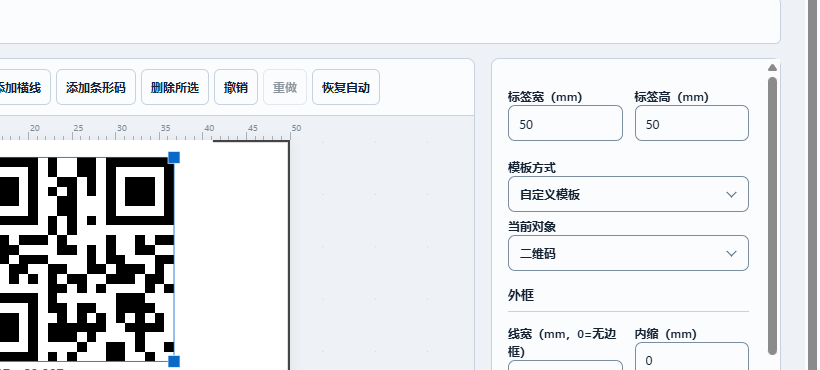 添加横线 添加条形码 删除所选 撤销 重做 恢复自动
20 25 30 35 40 45 50
标签宽（mm） 标签高（mm）
50 50
模板方式
自定义模板
当前对象
二维码
外框
线宽（mm，0=无边框） 内缩（mm）
0